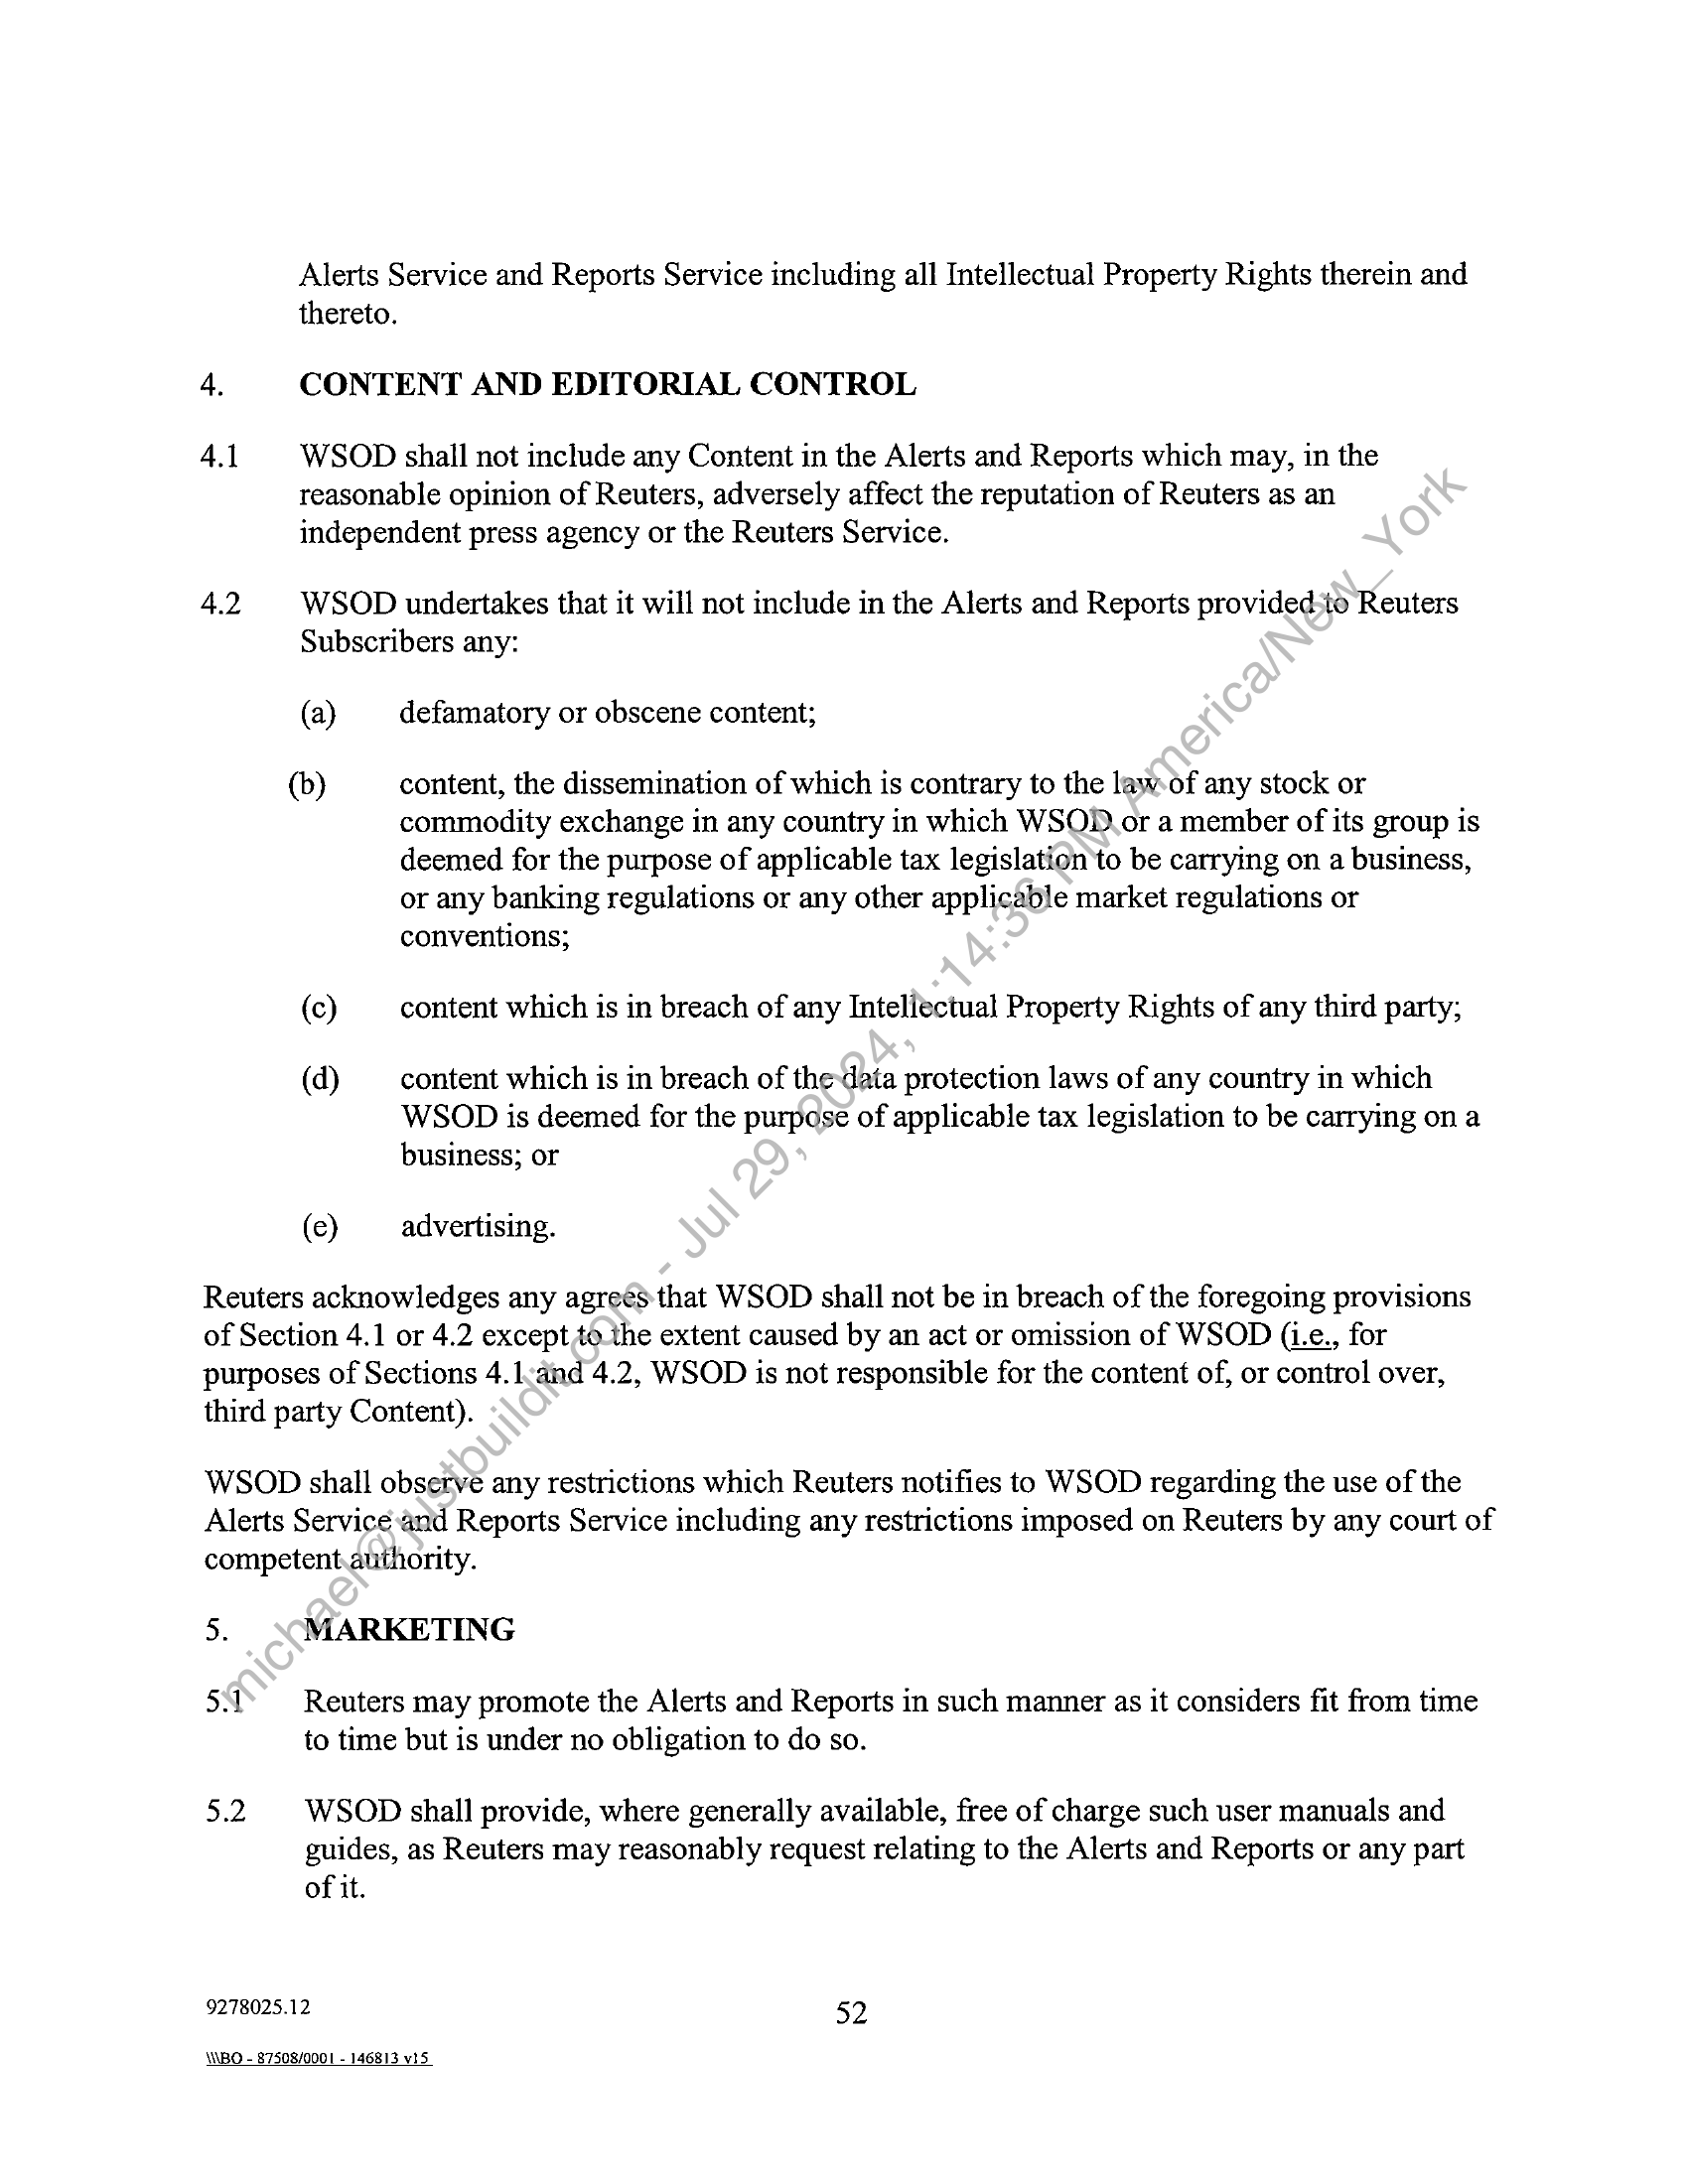 Alerts Service and Reports Service including all Intellectual Property Rights therein and
thereto.
4. CONTENT AND EDITORIAL CONTROL
4.1 WSOD shall not include any Content in the Alerts and Reports which may, in the
reasonable opinion of Reuters, adversely affect the reputation of Reuters as an
independent press agency or the Reuters Service.
4.2 WSOD undertakes that it will not include in the Alerts and Reports provided to Reuters
Subscribers any:
(a) defamatory or obscene content;
(b) content, the dissemination of which is contrary to the law of any stock or
commodity exchange in any country in which WSOD or a member of its group is
deemed for the purpose of applicable tax legislation to be carrying on a business,
or any banking regulations or any other applicable market regulations or
conventions;
(c) content which is in breach of any Intellectual Property Rights of any third party;
(d) content which is in breach of the data protection laws of any country in which
WSOD is deemed for the purpose of applicable tax legislation to be carrying on a
business; or
(e) advertising.
Reuters acknowledges any agrees that WSOD shall not be in breach of the foregoing provisions
of Section 4.1 or 4.2 except to the extent caused by an act or omission of WSOD (i.e., for
purposes of Sections 4.1 and 4.2, WSOD is not responsible for the content of, or control over,
third party Content).
WSOD shall observe any restrictions which Reuters notifies to WSOD regarding the use of the
Alerts Service and Reports Service including any restrictions imposed on Reuters by any court of
competent authority.
5. MARKETING
5.1 Reuters may promote the Alerts and Reports in such manner as it considers fit from time
to time but is under no obligation to do so.
5.2 WSOD shall provide, where generally available, free of charge such user manuals and
guides, as Reuters may reasonably request relating to the Alerts and Reports or any part
of it.
9278025.12
52
\\\BO - 87508/0001 - 146813 v15
michael@justbuildit.com - Jul 29, 2024, 1:14:36 PM America/New_York